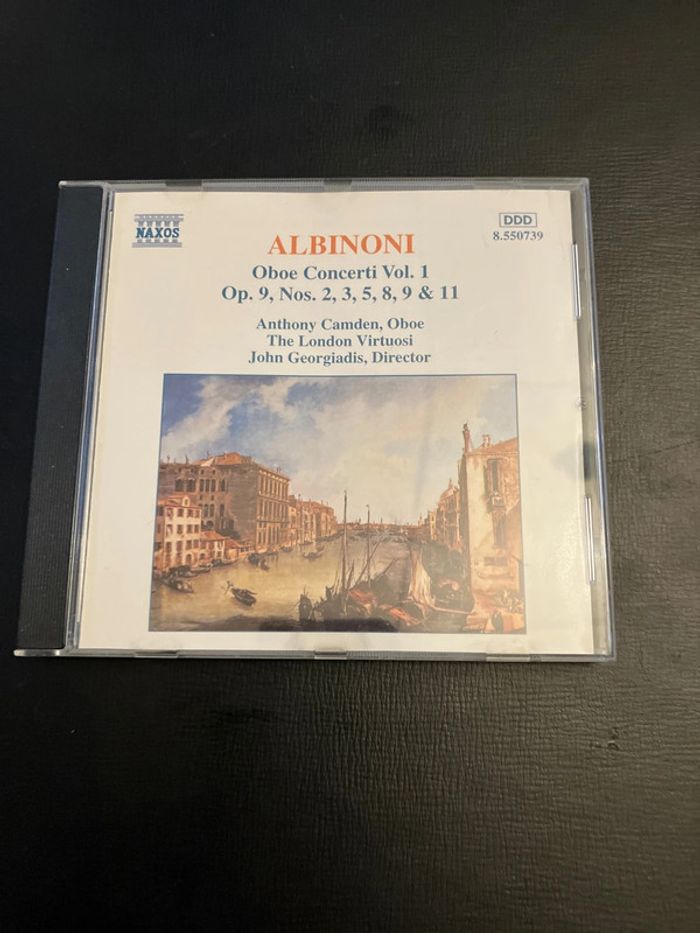 NAXOS
DDD
8.550739
ALBINONI
Oboe Concerti Vol. 1
Op. 9, Nos. 2, 3, 5, 8, 9 & 11
Anthony Camden, Oboe
The London Virtuosi
John Georgiadis, Director